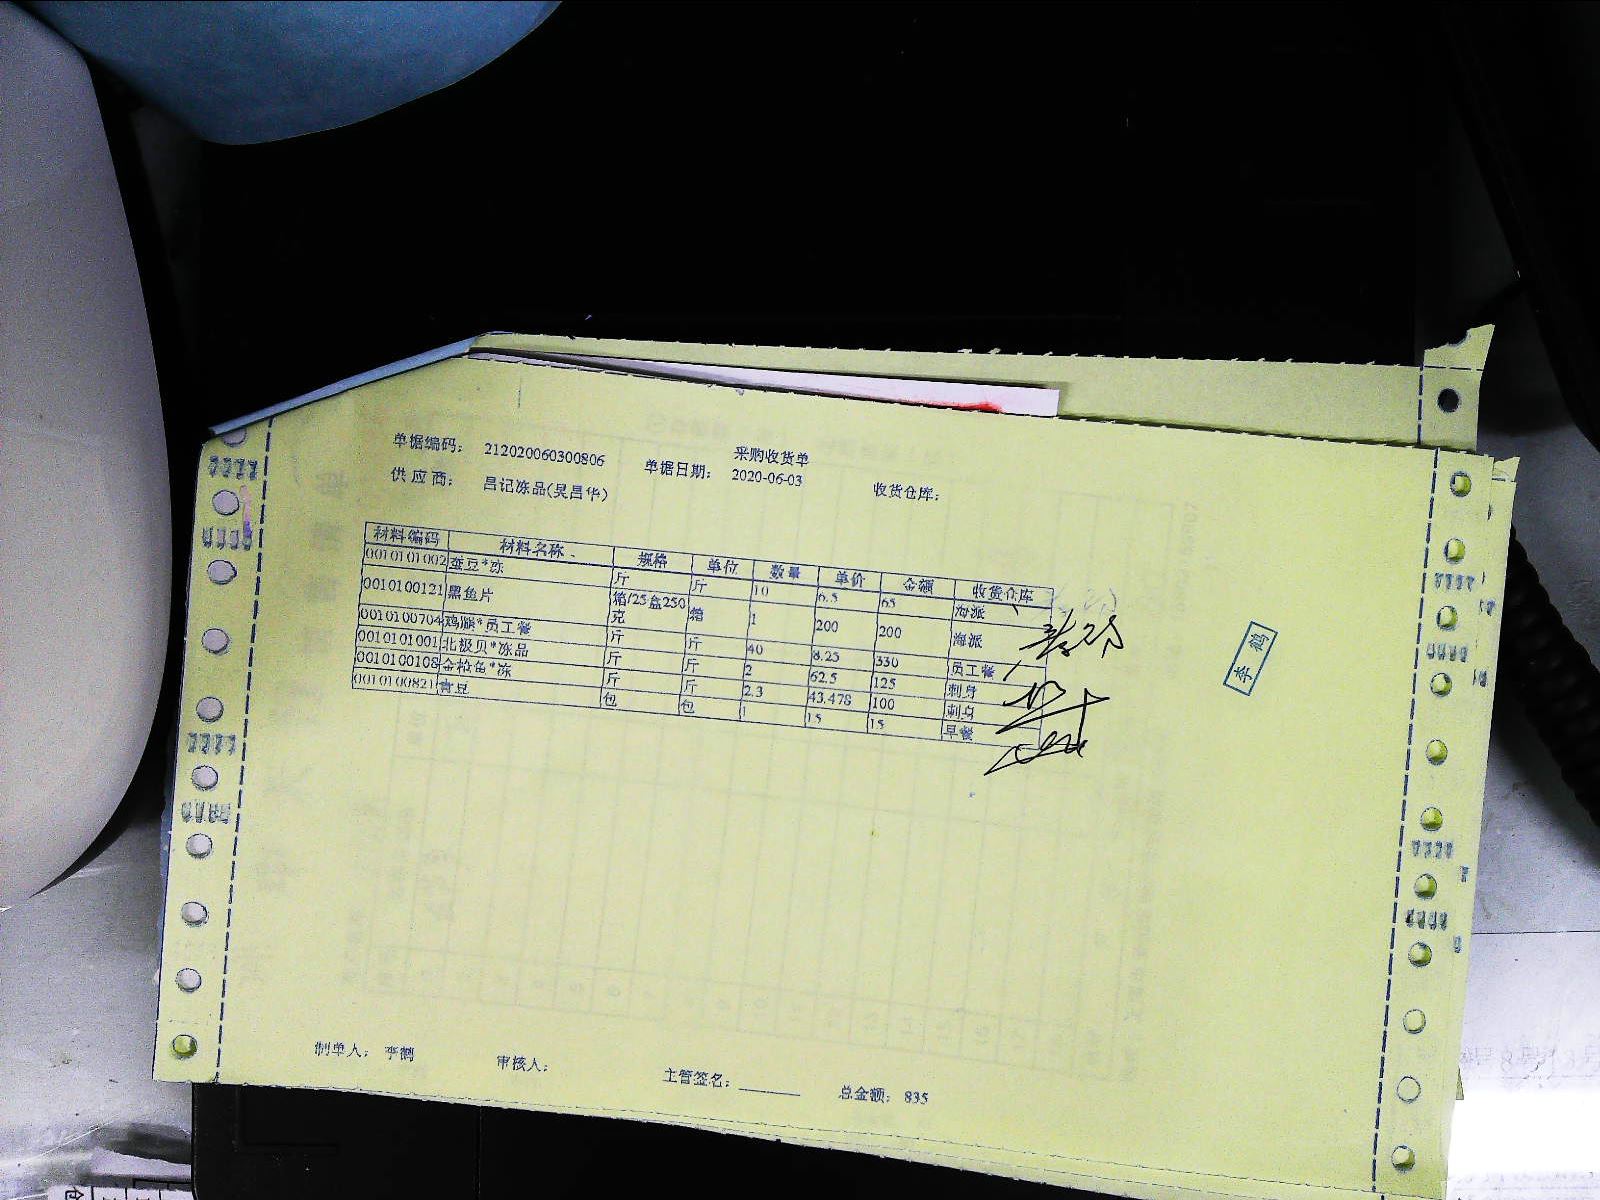 采购收货单
单据编码： 212020060300806 单据日期： 2020-06-03 收货仓库：
供应商： 吕记冻品(吴昌华)
材料编码 材料名称 规格 单位 数量 单价 金额 收货仓库
0010101002 蚕豆*冻 斤 斤 10 6.5 65 海派
0010100121 黑鱼片 箱/25盒250克 箱 1 200 200 海派
0010100704 鸡腿*员工餐 斤 斤 40 8.25 330 员工餐
0010101001 北极贝*冻品 斤 斤 2 62.5 125 刺身
0010100108 金枪鱼*冻 斤 斤 2.3 43.478 100 刺身
0010100821 青豆 包 包 1 15 15 早餐
李鹤
制单人： 李鹤 审核人： 主管签名： 总金额： 835